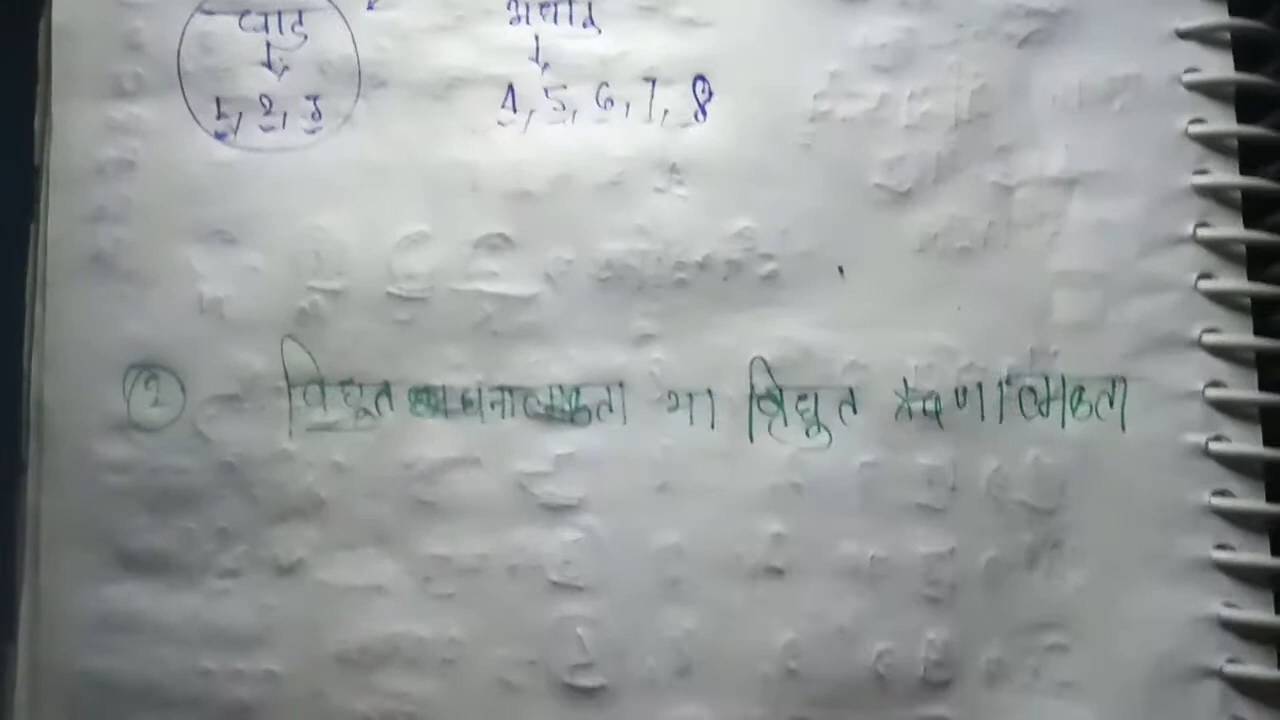 धातु अधातु
1, 2, 3 4, 5, 6, 7, 8
2 विद्युत धनात्मकता या विद्युत ऋणात्मकता